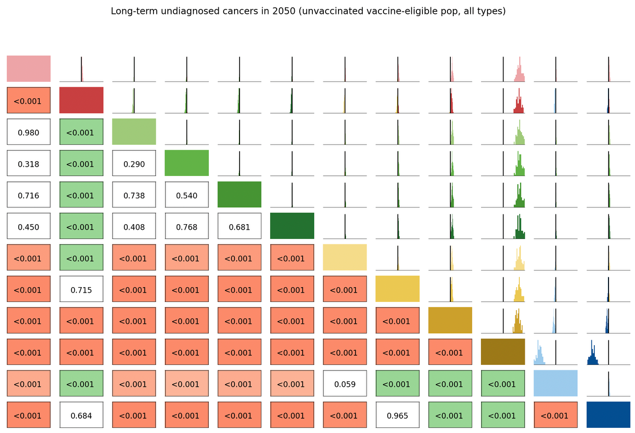 Long-term undiagnosed cancers in 2050 (unvaccinated vaccine-eligible pop, all types)
<0.001
0.980 <0.001
0.318 <0.001 0.290
0.716 <0.001 0.738 0.540
0.450 <0.001 0.408 0.768 0.681
<0.001 <0.001 <0.001 <0.001 <0.001 <0.001
<0.001 0.715 <0.001 <0.001 <0.001 <0.001 <0.001
<0.001 <0.001 <0.001 <0.001 <0.001 <0.001 <0.001 <0.001
<0.001 <0.001 <0.001 <0.001 <0.001 <0.001 <0.001 <0.001 <0.001
<0.001 <0.001 <0.001 <0.001 <0.001 <0.001 0.059 <0.001 <0.001 <0.001
<0.001 0.684 <0.001 <0.001 <0.001 <0.001 <0.001 0.965 <0.001 <0.001 <0.001